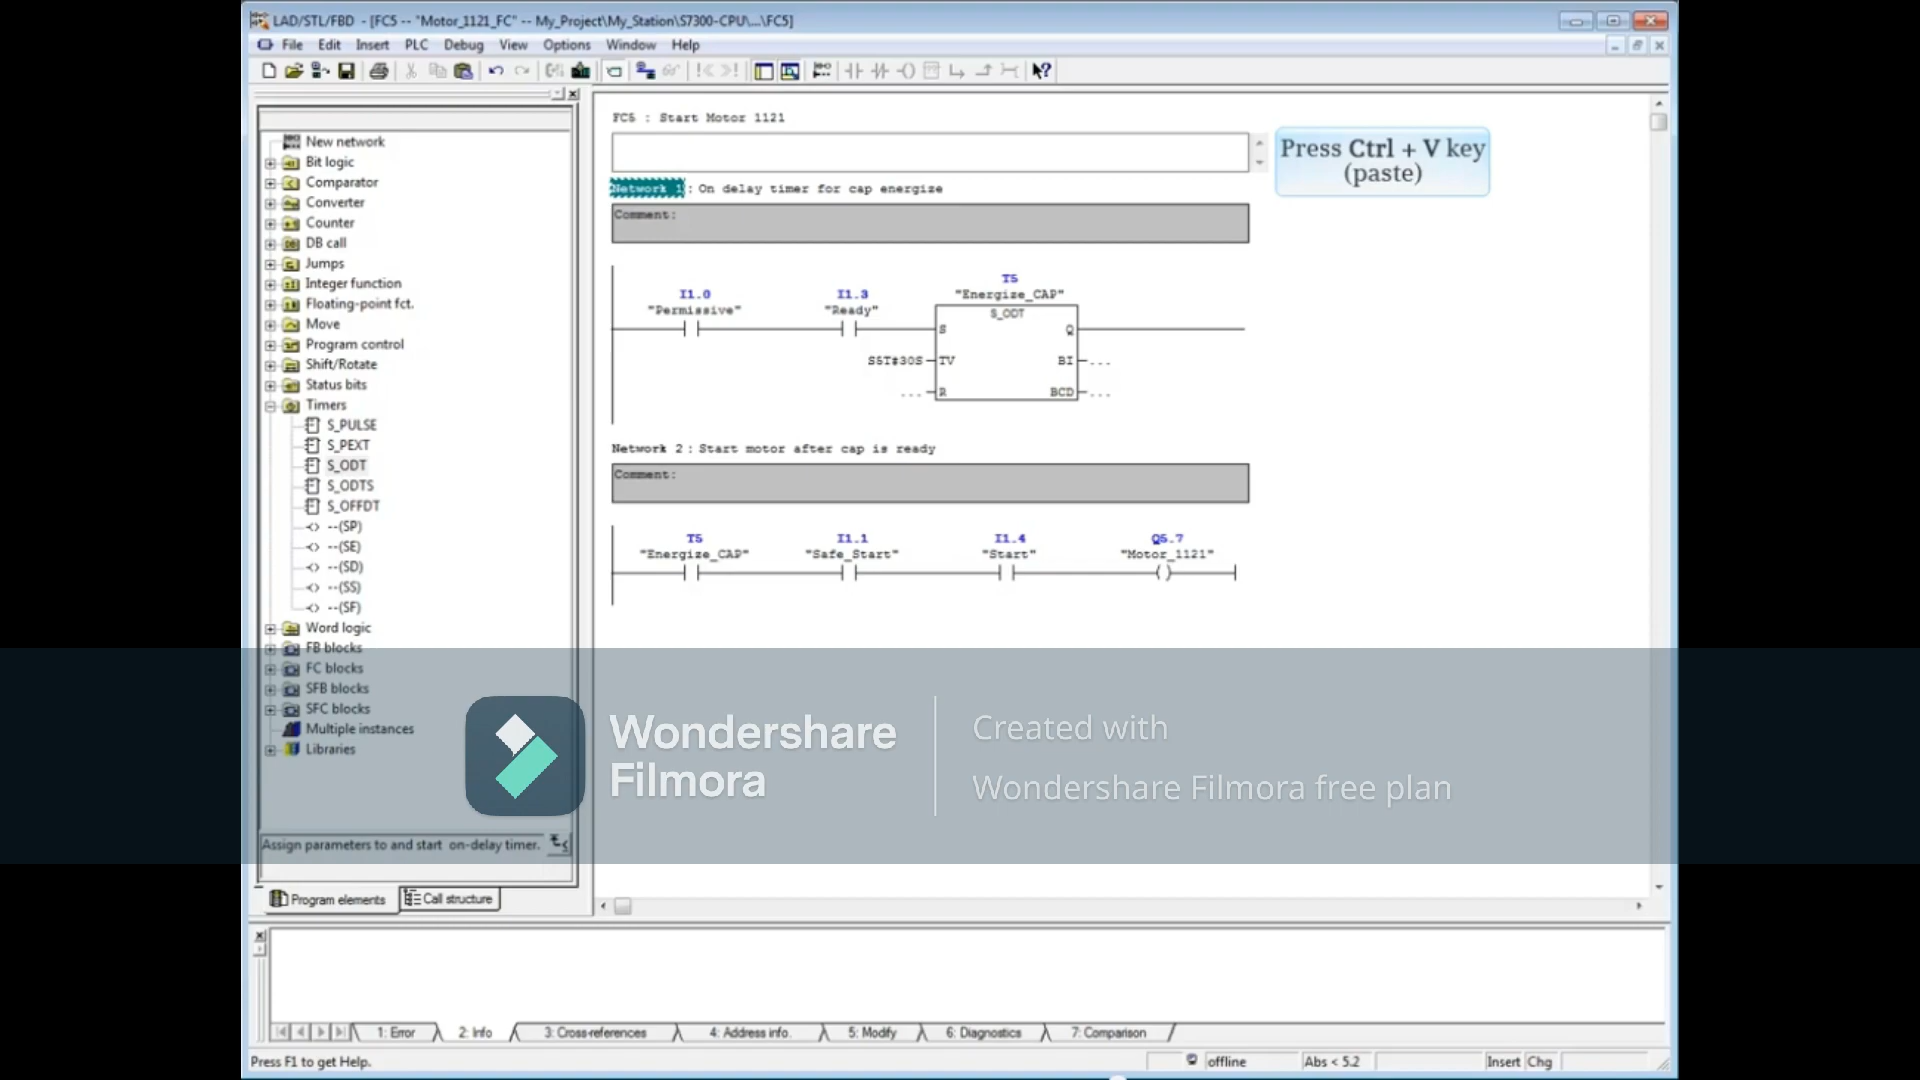 LAD/STL/FBD - [FC5 -- "Motor_1121_FC" -- My_Project\My_Station\S7300-CPU\...\FC5]
File Edit Insert PLC Debug View Options Window Help
New network
Bit logic
Comparator
Converter
Counter
DB call
Jumps
Integer function
Floating-point fct.
Move
Program control
Shift/Rotate
Status bits
Timers
S_PULSE
S_PEXT
S_ODT
S_ODTS
S_OFFDT
--(SP)
--(SE)
--(SD)
--(SS)
--(SF)
Word logic
FB blocks
FC blocks
SFB blocks
SFC blocks
Multiple instances
Libraries
Assign parameters to and start on-delay timer.
Program elements
Call structure
FC5 : Start Motor 1121
Press Ctrl + V key
(paste)
Network 1: On delay timer for cap energize
Comment:
T5
I1.0 I1.3 "Energize_CAP"
"Permissive" "Ready" S_ODT
S Q
S5T#30S TV BI ...
... R BCD ...
Network 2 : Start motor after cap is ready
Comment:
T5 I1.1 I1.4 Q5.7
"Energize_CAP" "Safe_Start" "Start" "Motor_1121"
Wondershare
Filmora
Created with
Wondershare Filmora free plan
1: Error 2: Info 3: Cross-references 4: Address info. 5: Modify 6: Diagnostics 7: Comparison
Press F1 to get Help. offline Abs < 5.2 Insert Chg